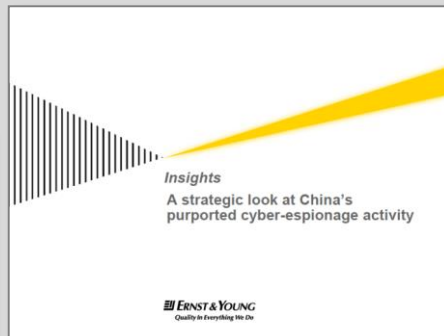 Insights
A strategic look at China's
purported cyber-espionage activity
ERNST & YOUNG
Quality In Everything We Do